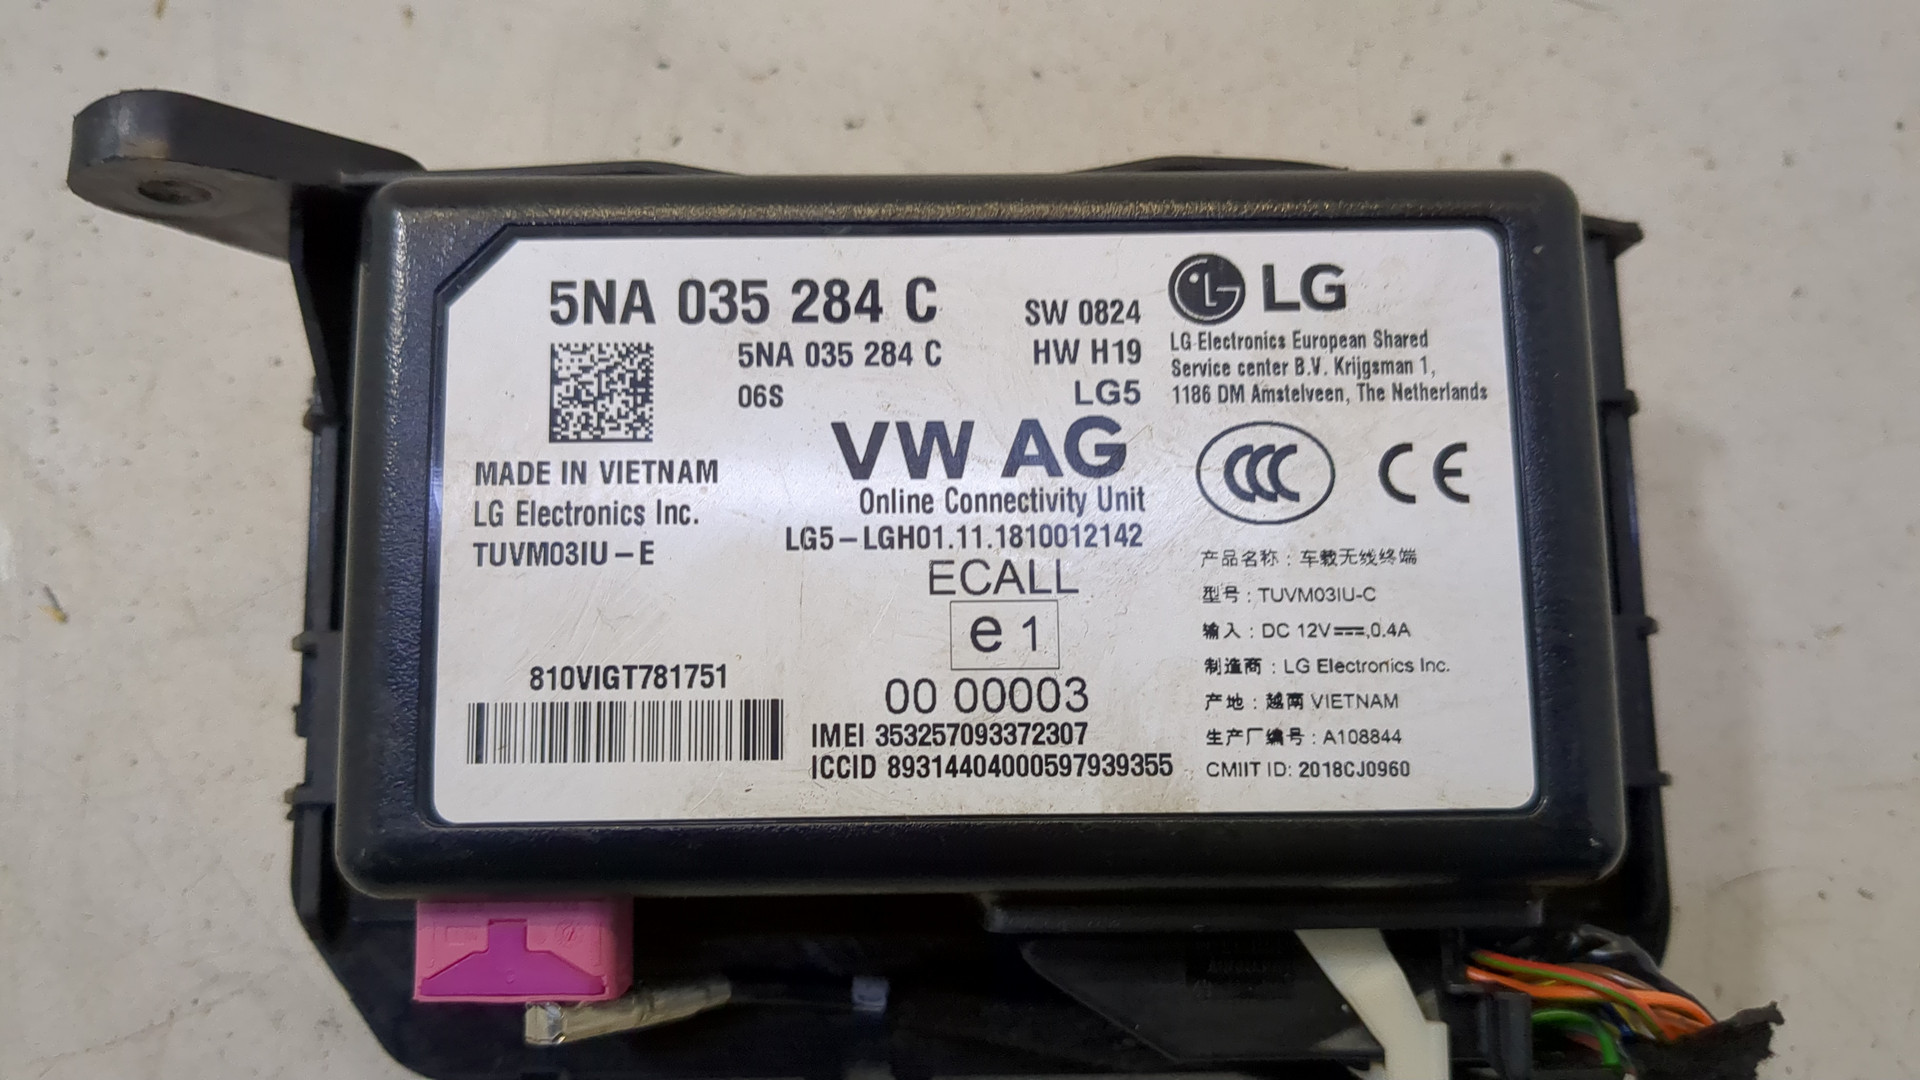 5NA 035 284 C
5NA 035 284 C
06S
SW 0824
HW H19
LG5
LG
LG Electronics European Shared
Service center B.V. Krijgsman 1,
1186 DM Amstelveen, The Netherlands
VW AG
Online Connectivity Unit
LG5-LGH01.11.1810012142
MADE IN VIETNAM
LG Electronics Inc.
TUVM03IU-E
CCC
CE
ECALL
e 1
00 00003
810VIGT781751
IMEI 353257093372307
ICCID 89314404000597939355
产品名称：车载无线终端
型号：TUVM03IU-C
输入：DC 12V⎓,0.4A
制造商：LG Electronics Inc.
产地：越南 VIETNAM
生产厂编号：A108844
CMIIT ID: 2018CJ0960